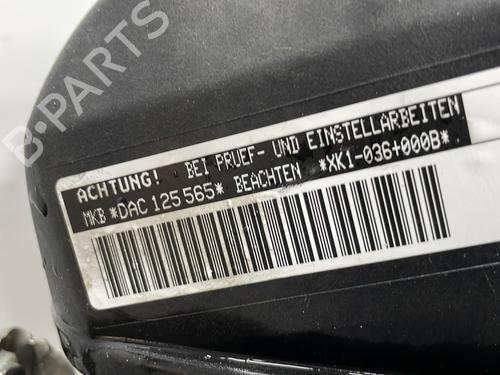 B-PARTS
ACHTUNG! BEI PRUEF- UND EINSTELLARBEITEN
MKB *DAC 125 565* BEACHTEN *XK1-036+000B*